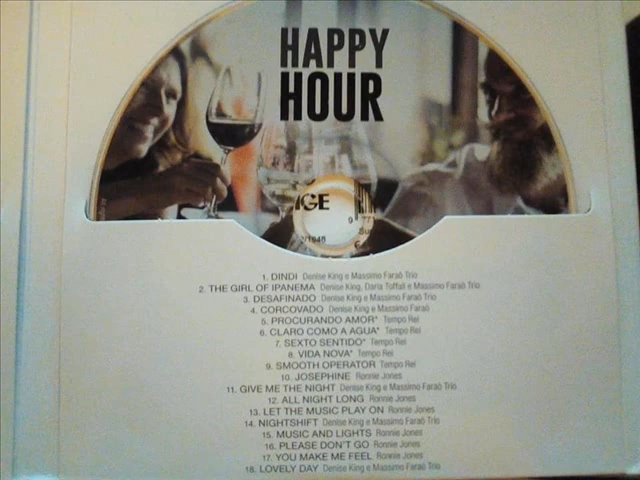 HAPPY
HOUR
IGE
1. DINDI Denise King e Massimo Faraò Trio
2. THE GIRL OF IPANEMA Denise King, Daria Toffali e Massimo Faraò Trio
3. DESAFINADO Denise King e Massimo Faraò Trio
4. CORCOVADO Denise King e Massimo Faraò
5. PROCURANDO AMOR* Tempo Rei
6. CLARO COMO A AGUA* Tempo Rei
7. SEXTO SENTIDO* Tempo Rei
8. VIDA NOVA* Tempo Rei
9. SMOOTH OPERATOR Tempo Rei
10. JOSEPHINE Ronnie Jones
11. GIVE ME THE NIGHT Denise King e Massimo Faraò Trio
12. ALL NIGHT LONG Ronnie Jones
13. LET THE MUSIC PLAY ON Ronnie Jones
14. NIGHTSHIFT Denise King e Massimo Faraò Trio
15. MUSIC AND LIGHTS Ronnie Jones
16. PLEASE DON'T GO Ronnie Jones
17. YOU MAKE ME FEEL Ronnie Jones
18. LOVELY DAY Denise King e Massimo Faraò Trio